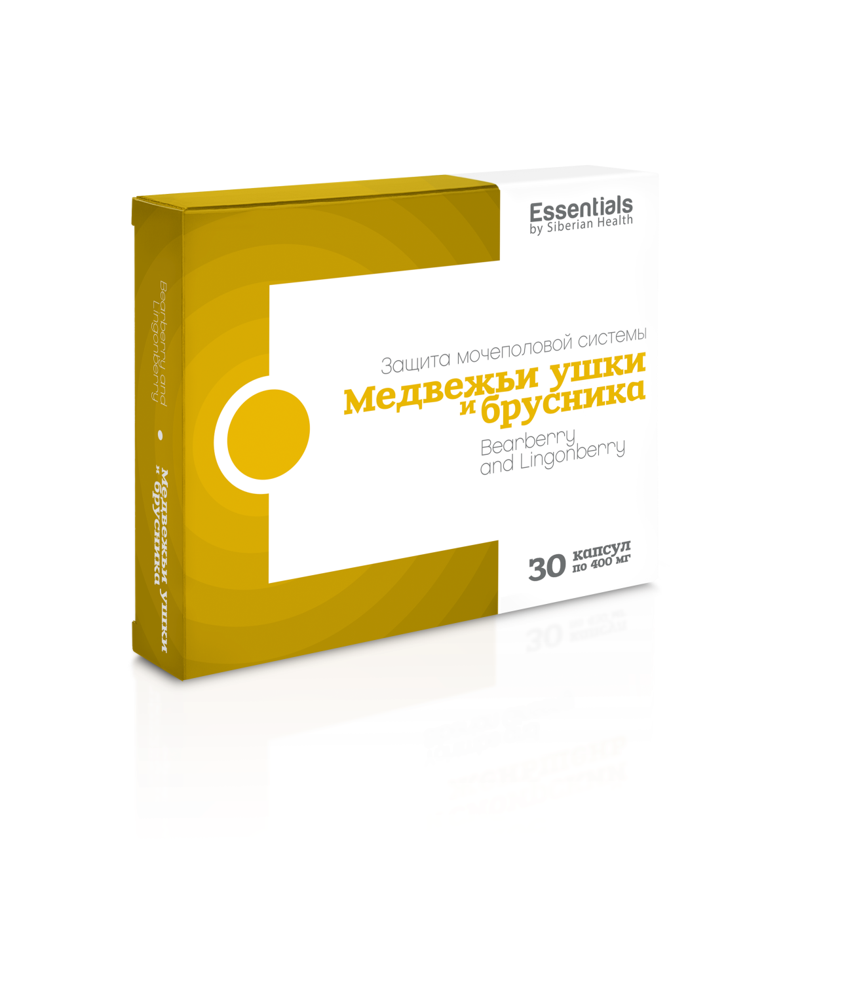 Essentials
by Siberian Health
Защита мочеполовой системы
Медвежьи ушки
и брусника
Bearberry
and Lingonberry
30 капсул
по 400 мг
Bearberry and
Lingonberry
Медвежьи ушки
и брусника